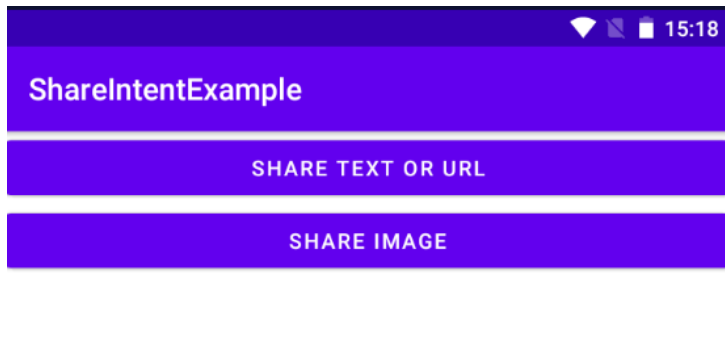 15:18
ShareIntentExample
SHARE TEXT OR URL
SHARE IMAGE